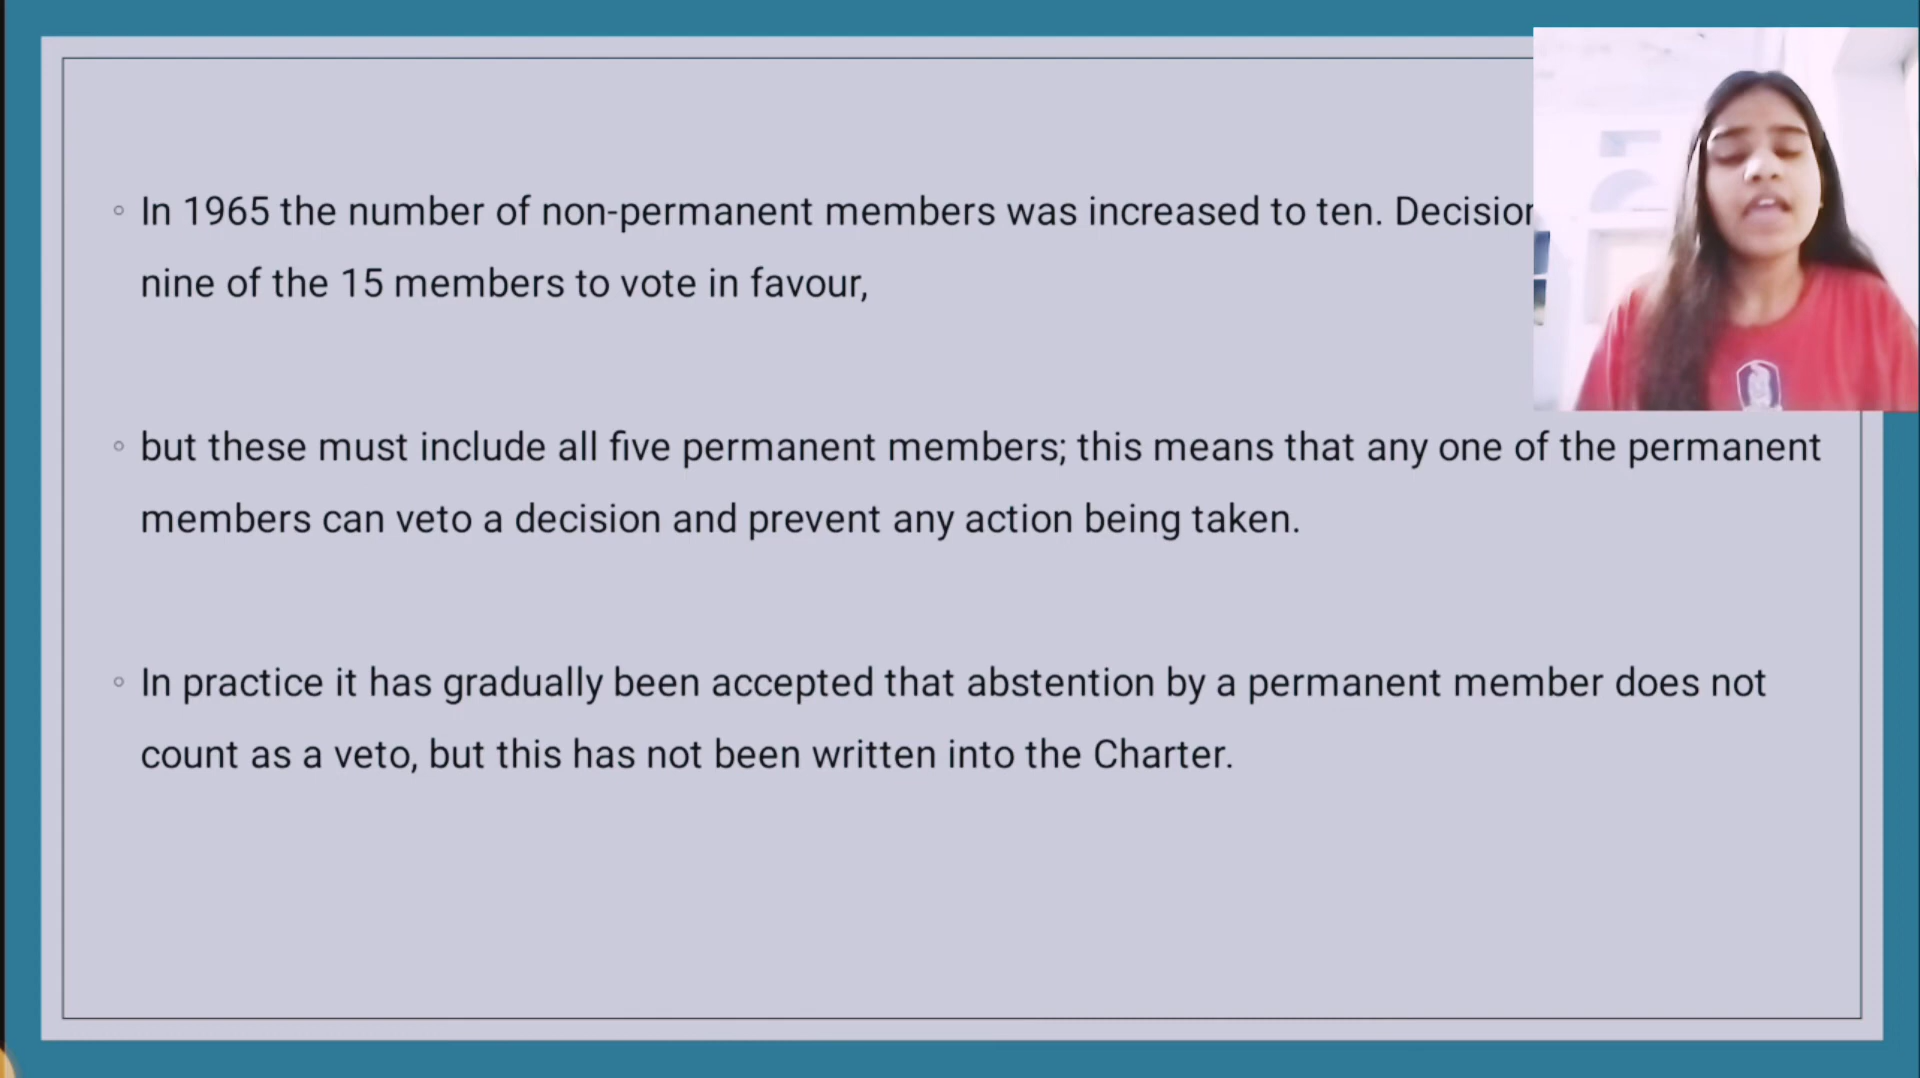 In 1965 the number of non-permanent members was increased to ten.
nine of the 15 members to vote in favour,
but these must include all five permanent members; this means that any one of the permanent
members can veto a decision and prevent any action being taken.
In practice it has gradually been accepted that abstention by a permanent member does not
count as a veto, but this has not been written into the Charter.